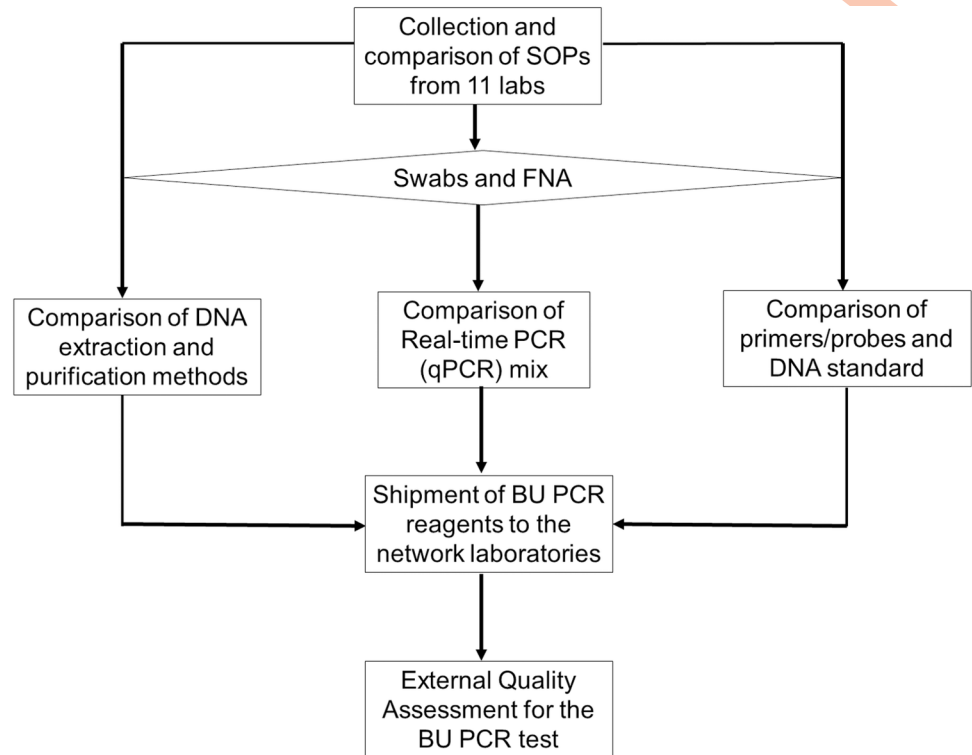 Collection and
comparison of SOPs
from 11 labs
Swabs and FNA
Comparison of DNA
extraction and
purification methods
Comparison of
Real-time PCR
(qPCR) mix
Comparison of
primers/probes and
DNA standard
Shipment of BU PCR
reagents to the
network laboratories
External Quality
Assessment for the
BU PCR test